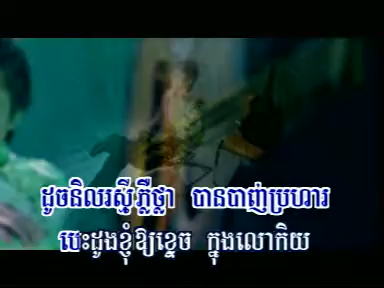 ដូចនិលរស្មីភ្លឺថ្លា បានបាញ់ប្រហារ
បេះដូងខ្ញុំឱ្យខ្ទេច ក្នុងលោកិយ